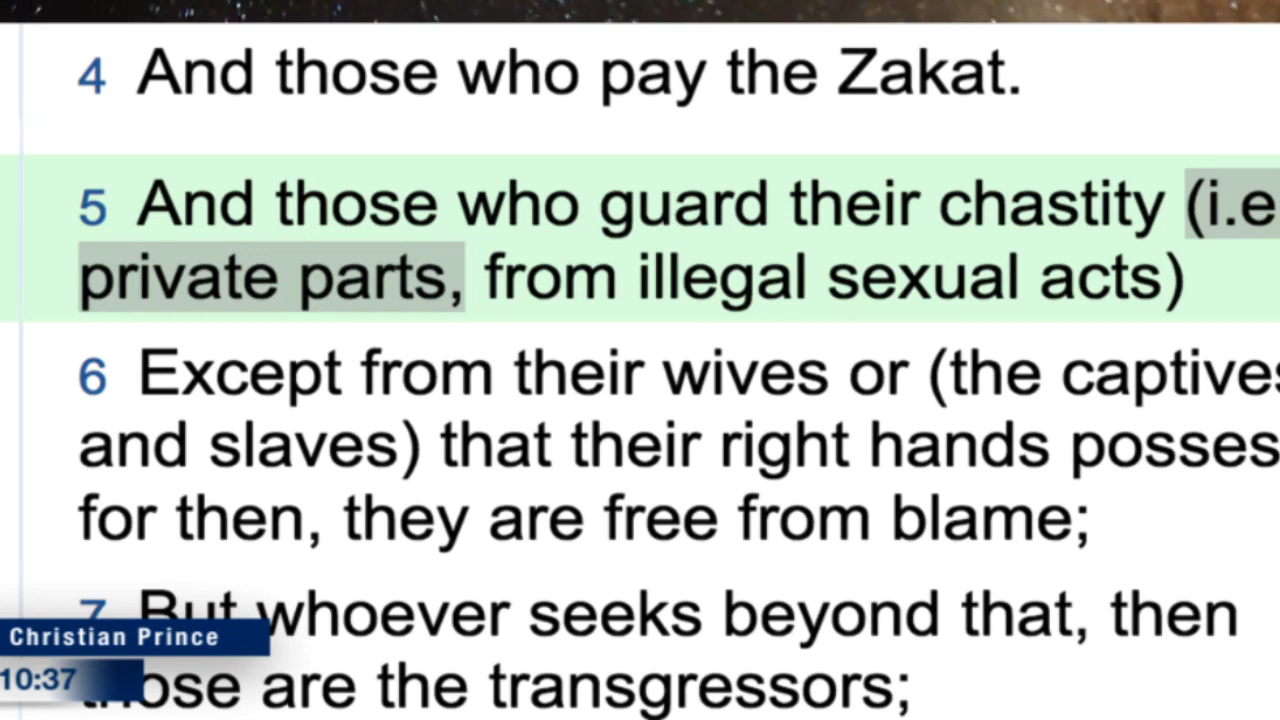 4 And those who pay the Zakat.
5 And those who guard their chastity (i.e
private parts, from illegal sexual acts)
6 Except from their wives or (the captives
and slaves) that their right hands posses
for then, they are free from blame;
7 But whoever seeks beyond that, then
those are the transgressors;
Christian Prince
10:37